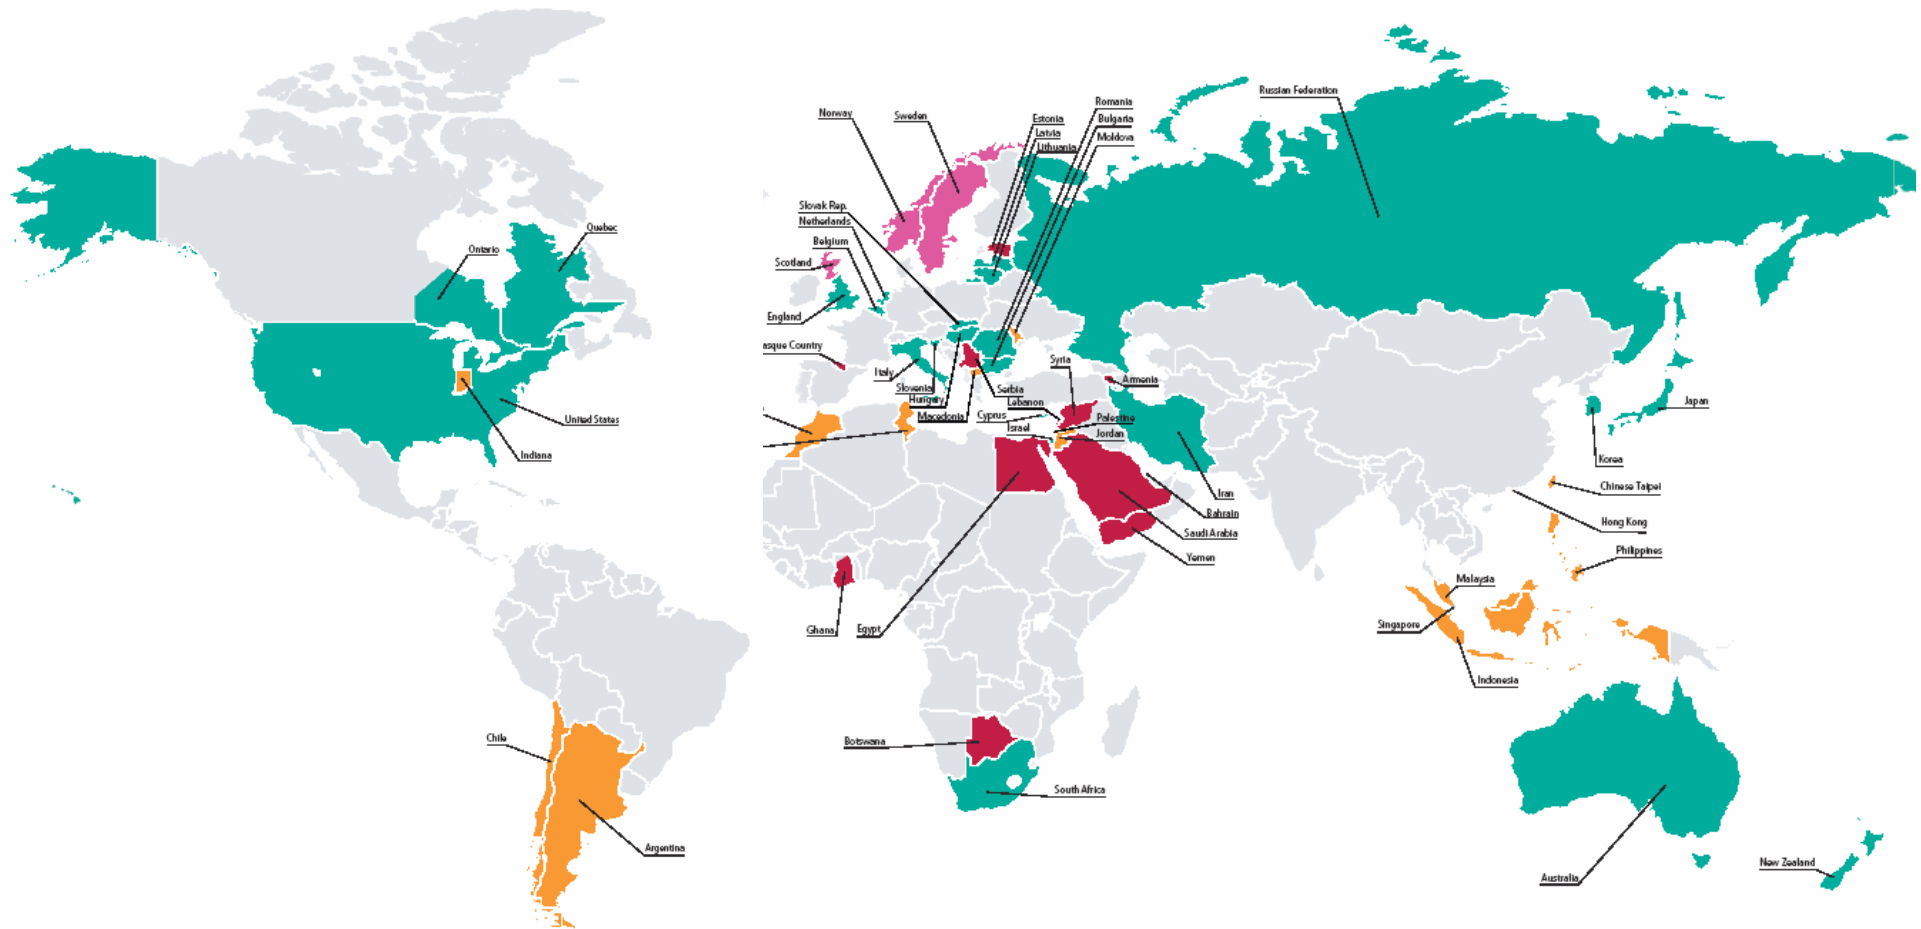 Ontario
Quebec
United States
Indiana
Chile
Argentina
Norway
Sweden
Estonia
Latvia
Lithuania
Romania
Bulgaria
Moldova
Russian Federation
Slovak Rep.
Netherlands
Belgium
Scotland
England
asque Country
Italy
Slovenia
Hungary
Macedonia
Serbia
Cyprus
Lebanon
Israel
Syria
Palestine
Jordan
Armenia
Iran
Bahrain
Saudi Arabia
Yemen
Ghana
Egypt
Botswana
South Africa
Japan
Korea
Chinese Taipei
Hong Kong
Philippines
Malaysia
Singapore
Indonesia
Australia
New Zealand